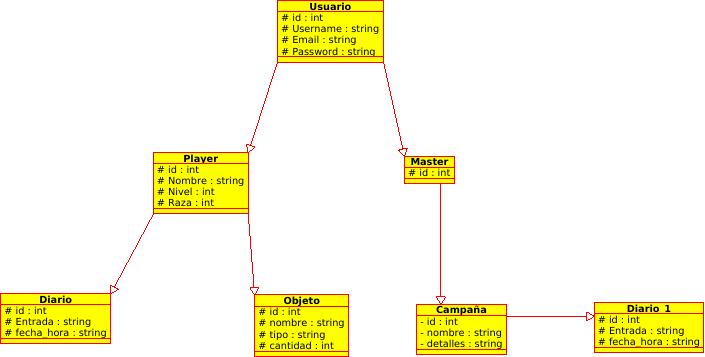 Usuario
# id : int
# Username : string
# Email : string
# Password : string
Player
# id : int
# Nombre : string
# Nivel : int
# Raza : int
Master
# id : int
Diario
# id : int
# Entrada : string
# fecha_hora : string
Objeto
# id : int
# nombre : string
# tipo : string
# cantidad : int
Campaña
- id : int
- nombre : string
- detalles : string
Diario_1
# id : int
# Entrada : string
# fecha_hora : string